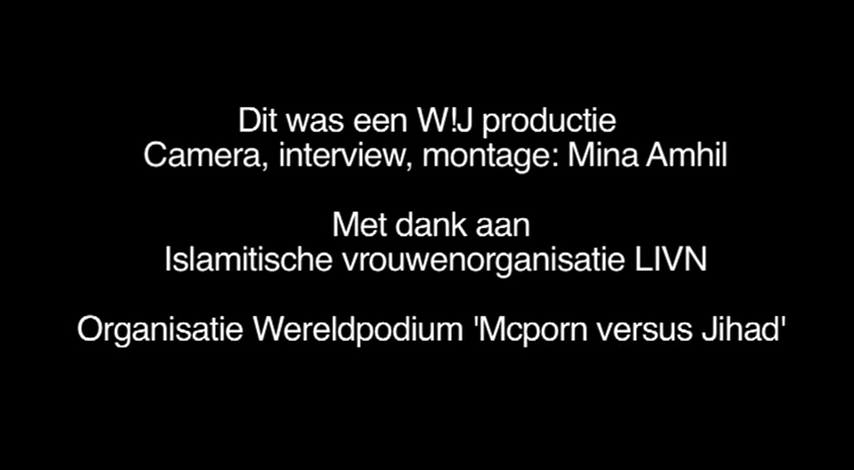 Dit was een W!J productie
Camera, interview, montage: Mina Amhil
Met dank aan
Islamitische vrouwenorganisatie LIVN
Organisatie Wereldpodium 'Mcporn versus Jihad'